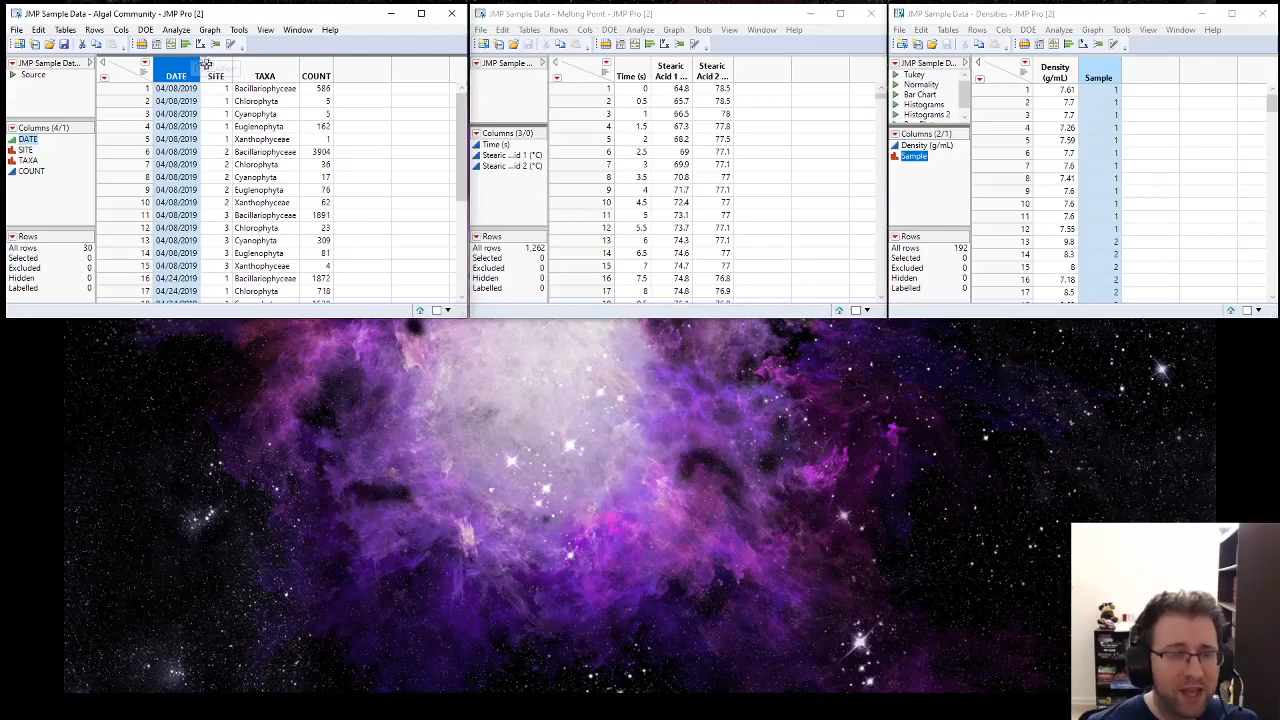 JMP Sample Data - Algal Community - JMP Pro [2]
File Edit Tables Rows Cols DOE Analyze Graph Tools View Window Help
JMP Sample Dat...
Source
Columns (4/1)
DATE
SITE
TAXA
COUNT
Rows
All rows 30
Selected 0
Excluded 0
Hidden 0
Labelled 0
DATE SITE TAXA COUNT
1 04/08/2019 1 Bacillariophyceae 586
2 04/08/2019 1 Chlorophyta 5
3 04/08/2019 1 Cyanophyta 5
4 04/08/2019 1 Euglenophyta 162
5 04/08/2019 1 Xanthophyceae 1
6 04/08/2019 2 Bacillariophyceae 3904
7 04/08/2019 2 Chlorophyta 36
8 04/08/2019 2 Cyanophyta 17
9 04/08/2019 2 Euglenophyta 76
10 04/08/2019 2 Xanthophyceae 62
11 04/08/2019 3 Bacillariophyceae 1891
12 04/08/2019 3 Chlorophyta 23
13 04/08/2019 3 Cyanophyta 309
14 04/08/2019 3 Euglenophyta 81
15 04/08/2019 3 Xanthophyceae 4
16 04/24/2019 1 Bacillariophyceae 1872
17 04/24/2019 1 Chlorophyta 718
JMP Sample Data - Melting Point - JMP Pro [2]
File Edit Tables Rows Cols DOE Analyze Graph Tools View Window Help
JMP Sample ...
Columns (3/0)
Time (s)
Stearic ...id 1 (°C)
Stearic ...id 2 (°C)
Rows
All rows 1,262
Selected 0
Excluded 0
Hidden 0
Labelled 0
Time (s) Stearic Acid 1 ... Stearic Acid 2 ...
1 0 64.8 78.5
2 0.5 65.7 78.5
3 1 66.5 78
4 1.5 67.3 77.8
5 2 68.2 77.5
6 2.5 69 77.1
7 3 69.9 77.1
8 3.5 70.8 77
9 4 71.7 77.1
10 4.5 72.4 77
11 5 73.1 77
12 5.5 73.7 77.1
13 6 74.3 77.1
14 6.5 74.6 77
15 7 74.7 77
16 7.5 74.8 76.8
17 8 74.8 76.9
JMP Sample Data - Densities - JMP Pro [2]
File Edit Tables Rows Cols DOE Analyze Graph Tools View Window Help
JMP Sample D...
Tukey
Normality
Bar Chart
Histograms
Histograms 2
Columns (2/1)
Density (g/mL)
Sample
Rows
All rows 192
Selected 0
Excluded 0
Hidden 0
Labelled 0
Density (g/mL) Sample
1 7.61 1
2 7.7 1
3 7.7 1
4 7.26 1
5 7.59 1
6 7.7 1
7 7.6 1
8 7.41 1
9 7.6 1
10 7.6 1
11 7.6 1
12 7.55 1
13 9.8 2
14 8.3 2
15 8 2
16 7.18 2
17 8.5 2